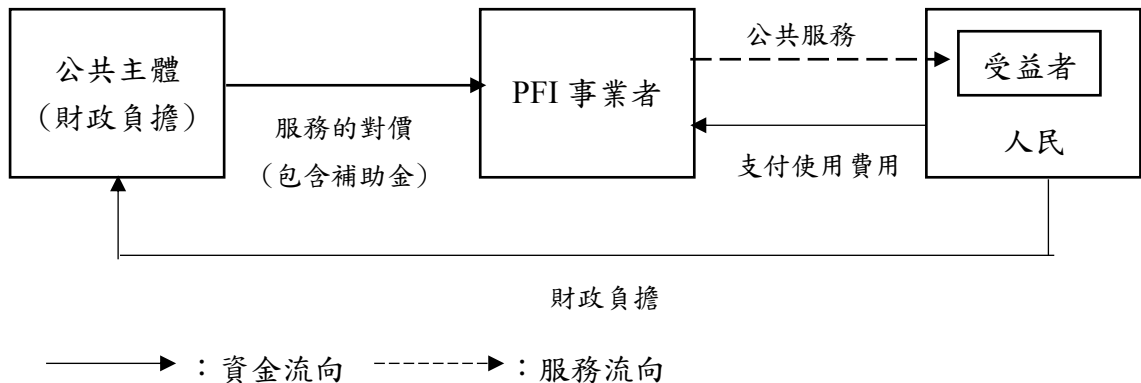 公共主體
（財政負擔）
服務的對價
（包含補助金）
PFI 事業者
公共服務
支付使用費用
受益者
人民
財政負擔
：資金流向
：服務流向